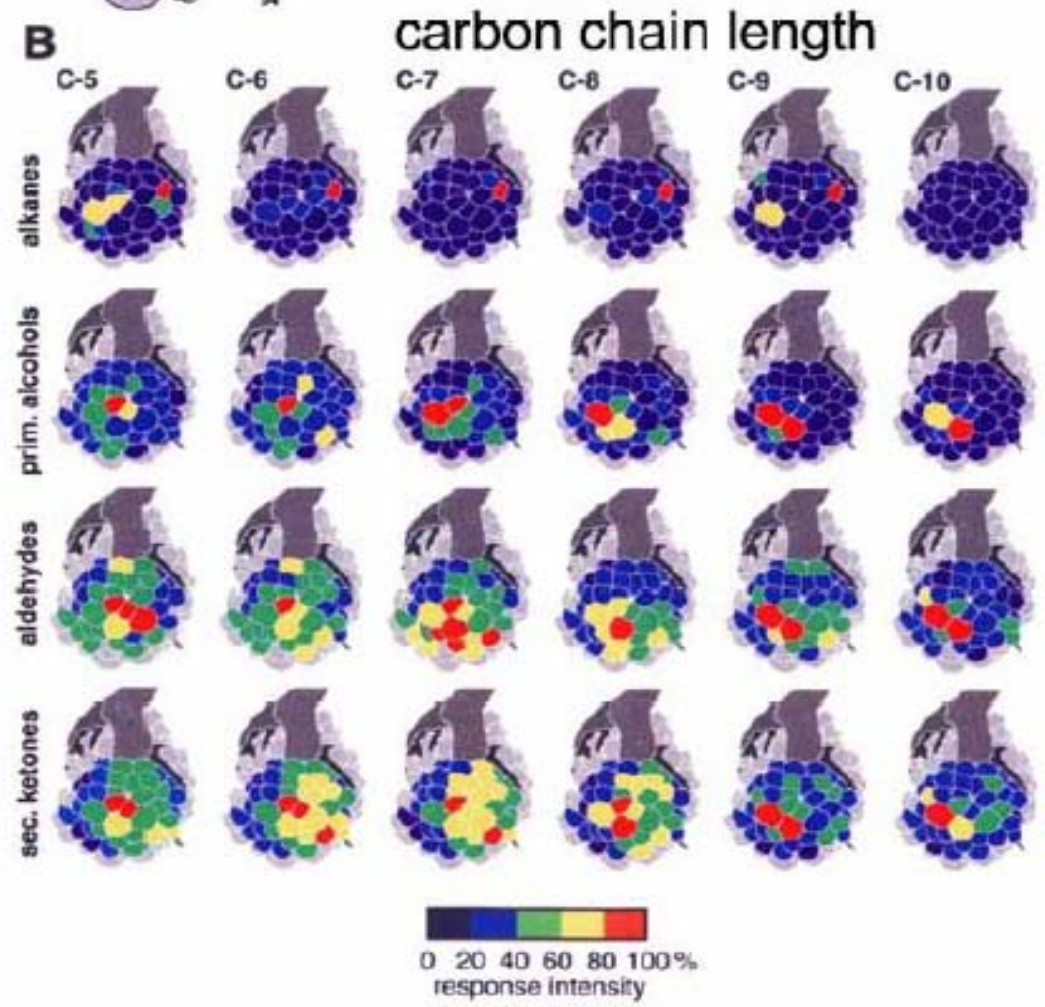 B
carbon chain length
C-5 C-6 C-7 C-8 C-9 C-10
alkanes
prim. alcohols
aldehydes
sec. ketones
0 20 40 60 80 100%
response intensity